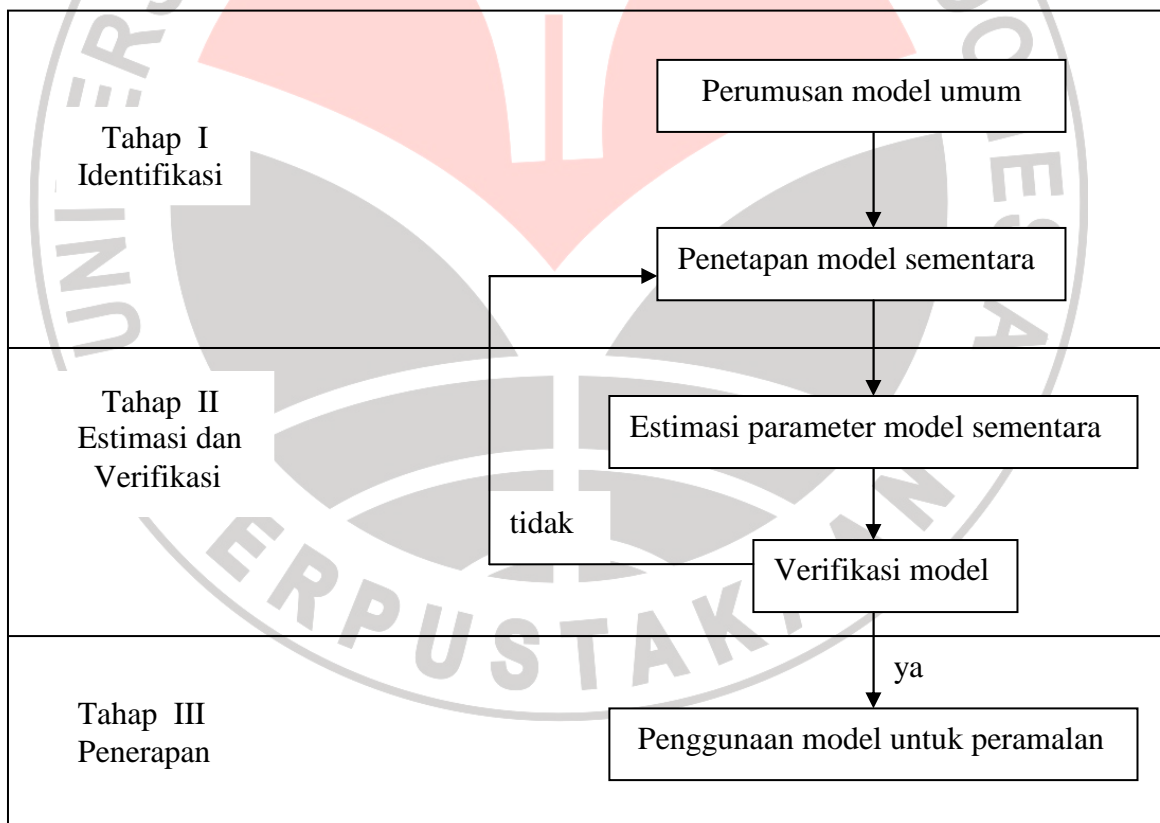 Perumusan model umum
Tahap I
Identifikasi
Penetapan model sementara
Tahap II
Estimasi dan
Verifikasi
Estimasi parameter model sementara
tidak
Verifikasi model
ya
Tahap III
Penerapan
Penggunaan model untuk peramalan